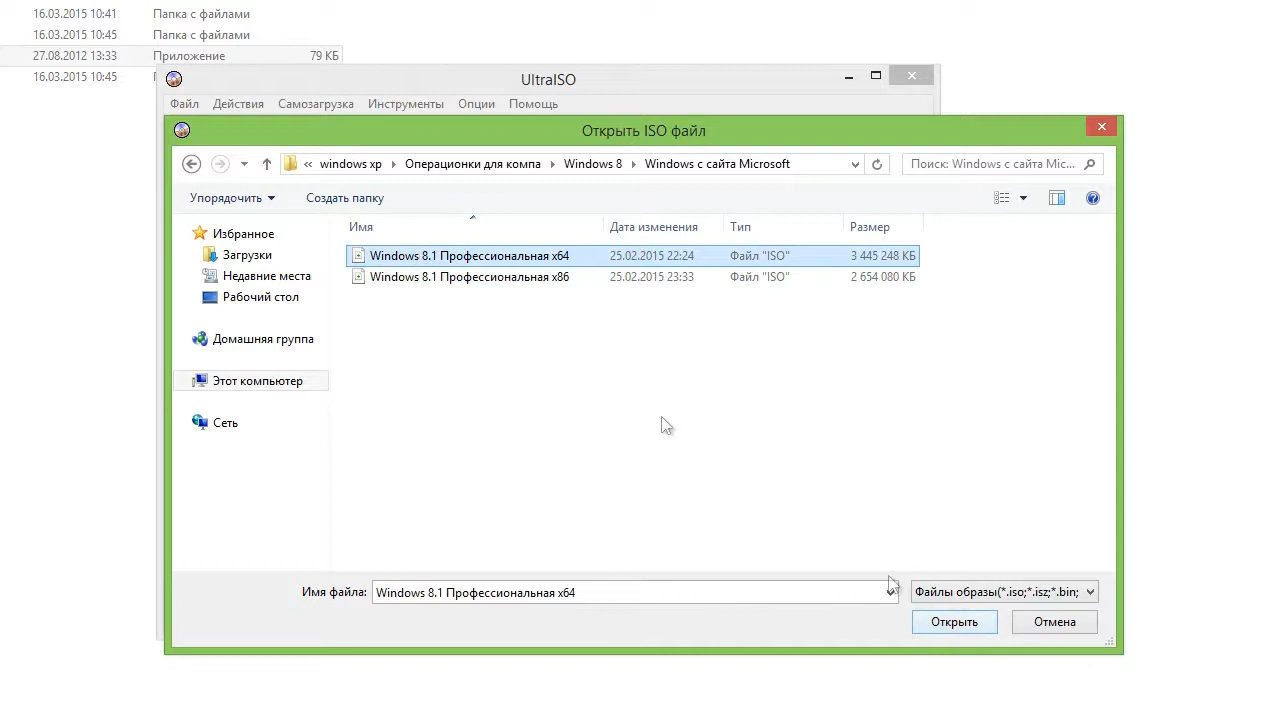 16.03.2015 10:41 Папка с файлами
16.03.2015 10:45 Папка с файлами
27.08.2012 13:33 Приложение 79 КБ
16.03.2015 10:45
UltraISO
Файл Действия Самозагрузка Инструменты Опции Помощь
Открыть ISO файл
« windows xp Операционки для компа Windows 8 Windows с сайта Microsoft Поиск: Windows с сайта Mic...
Упорядочить Создать папку
Имя Дата изменения Тип Размер
Избранное
Загрузки
Недавние места
Рабочий стол
Домашняя группа
Этот компьютер
Сеть
Windows 8.1 Профессиональная x64 25.02.2015 22:24 Файл "ISO" 3 445 248 КБ
Windows 8.1 Профессиональная x86 25.02.2015 23:33 Файл "ISO" 2 654 080 КБ
Имя файла: Windows 8.1 Профессиональная x64 Файлы образы(*.iso;*.isz;*.bin;
Открыть Отмена